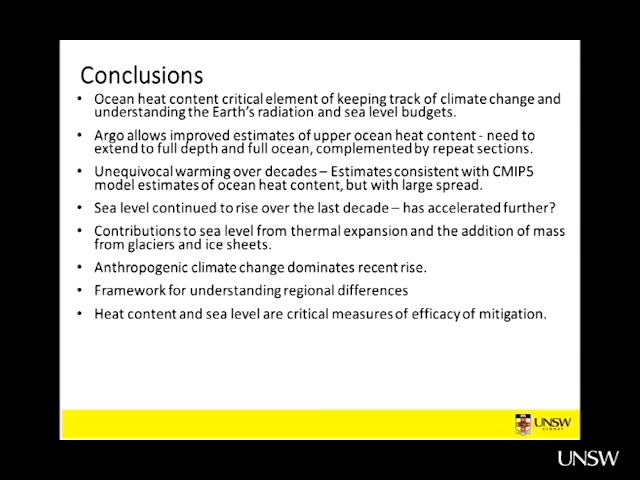 Conclusions
• Ocean heat content critical element of keeping track of climate change and
understanding the Earth's radiation and sea level budgets.
• Argo allows improved estimates of upper ocean heat content - need to
extend to full depth and full ocean, complemented by repeat sections.
• Unequivocal warming over decades – Estimates consistent with CMIP5
model estimates of ocean heat content, but with large spread.
• Sea level continued to rise over the last decade – has accelerated further?
• Contributions to sea level from thermal expansion and the addition of mass
from glaciers and ice sheets.
• Anthropogenic climate change dominates recent rise.
• Framework for understanding regional differences
• Heat content and sea level are critical measures of efficacy of mitigation.
UNSW
SYDNEY
UNSW